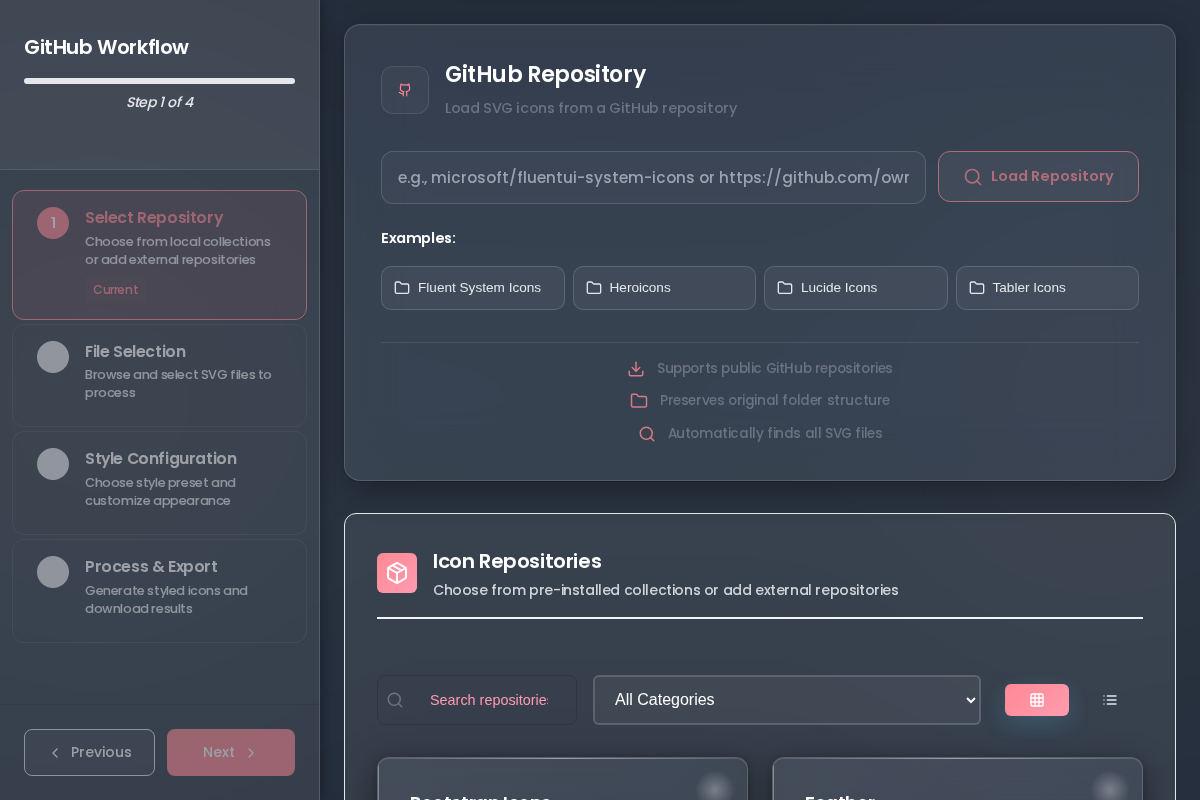 GitHub Workflow
Step 1 of 4
1
Select Repository
Choose from local collections
or add external repositories
Current
File Selection
Browse and select SVG files to
process
Style Configuration
Choose style preset and
customize appearance
Process & Export
Generate styled icons and
download results
Previous
Next
GitHub Repository
Load SVG icons from a GitHub repository
e.g., microsoft/fluentui-system-icons or https://github.com/owr
Load Repository
Examples:
Fluent System Icons
Heroicons
Lucide Icons
Tabler Icons
Supports public GitHub repositories
Preserves original folder structure
Automatically finds all SVG files
Icon Repositories
Choose from pre-installed collections or add external repositories
Search repositories
All Categories
Bootstrap Icons
Feather